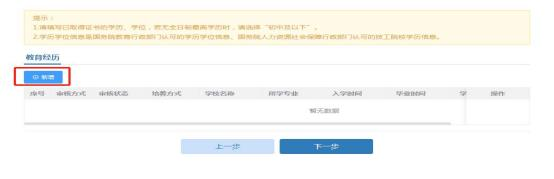 提示：
1.请填写已取得证书的学历、学位，若无全日制最高学历时，请选择“初中及以下”。
2.学历学位信息是国务院教育行政部门认可的学历学位信息、国务院人力资源社会保障行政部门认可的技工院校学历信息。
教育经历
新增
序号 审核方式 审核状态 培养方式 学校名称 所学专业 入学时间 毕业时间 学 操作
暂无数据
上一步 下一步